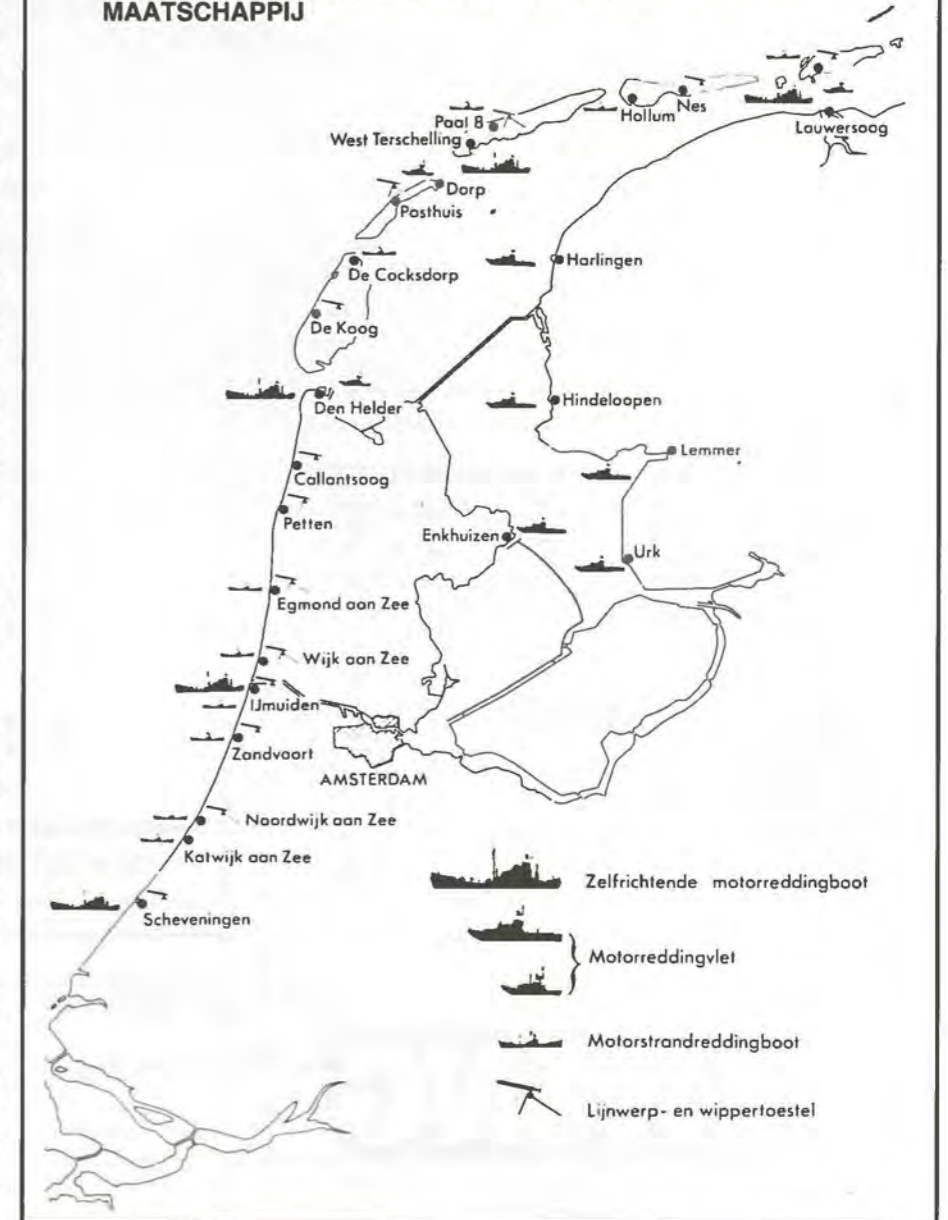 MAATSCHAPPIJ
Paal 8
West Terschelling
Hollum
Nes
Lauwersoog
Dorp
Posthuis
De Cocksdorp
Harlingen
De Koog
Den Helder
Hindeloopen
Callantsoog
Lemmer
Petten
Enkhuizen
Urk
Egmond aan Zee
Wijk aan Zee
IJmuiden
Zandvoort
AMSTERDAM
Noordwijk aan Zee
Katwijk aan Zee
Scheveningen
Zelfrichtende motorreddingboot
Motorreddingvlet
Motorstrandreddingboot
Lijnwerp- en wippertoestel